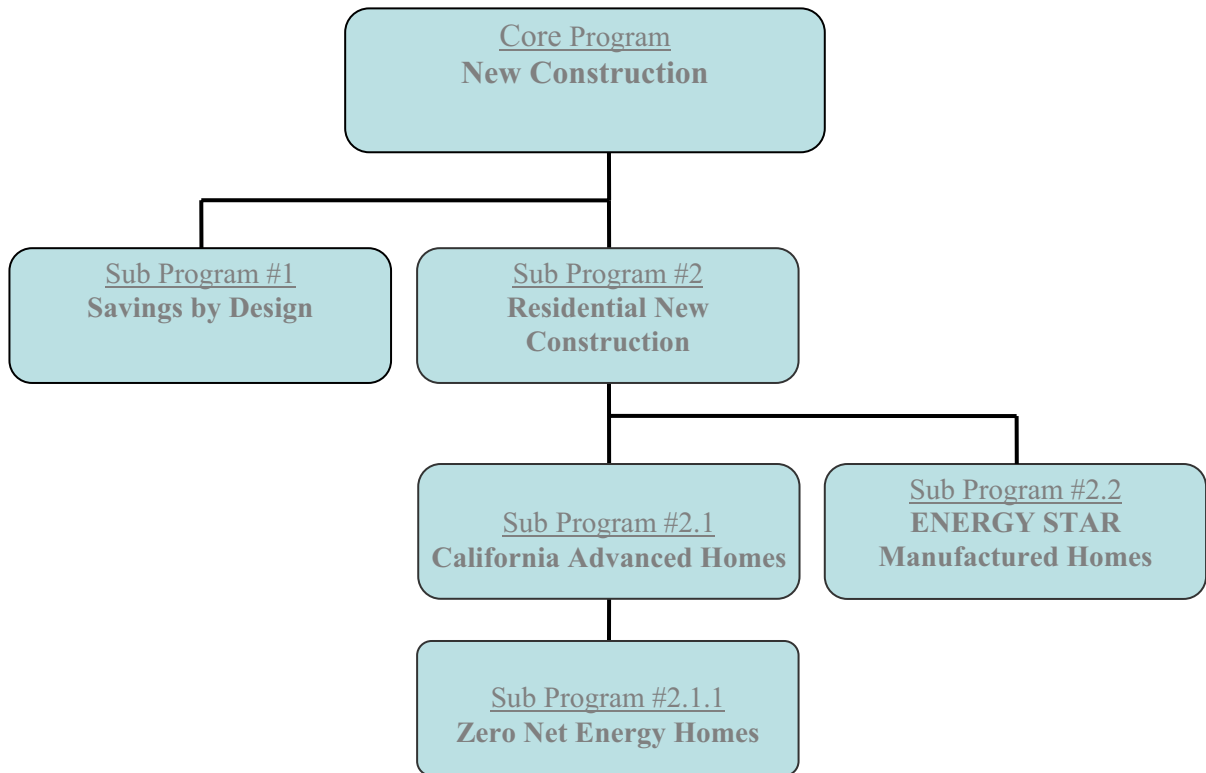 Core Program
New Construction
Sub Program #1
Savings by Design
Sub Program #2
Residential New
Construction
Sub Program #2.1
California Advanced Homes
Sub Program #2.2
ENERGY STAR
Manufactured Homes
Sub Program #2.1.1
Zero Net Energy Homes